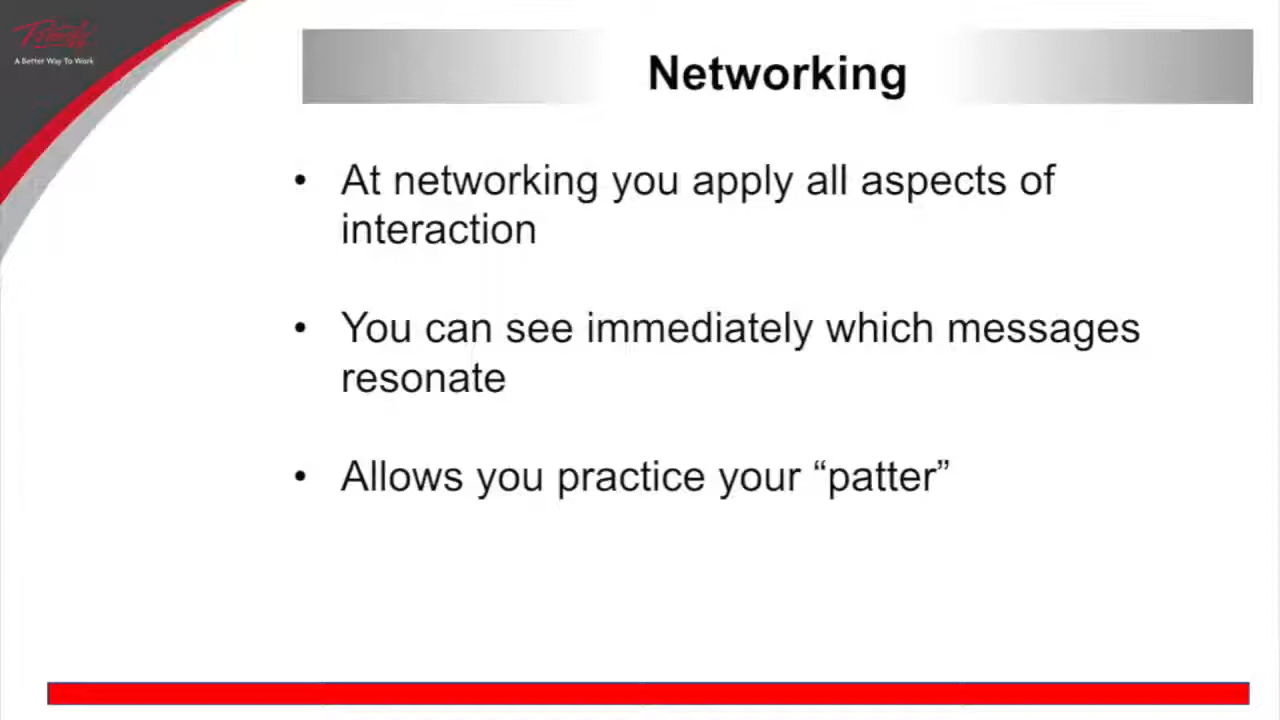 A Better Way To Work
Networking
• At networking you apply all aspects of
interaction
• You can see immediately which messages
resonate
• Allows you practice your “patter”